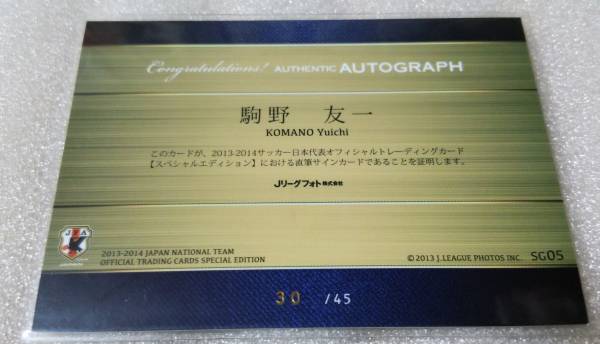 Congratulations! AUTHENTIC AUTOGRAPH
駒野 友一
KOMANO Yuichi
このカードが、2013-2014サッカー日本代表オフィシャルトレーディングカード
【スペシャルエディション】における直筆サインカードであることを証明します。
Jリーグフォト株式会社
JFA
2013-2014 JAPAN NATIONAL TEAM
OFFICIAL TRADING CARDS SPECIAL EDITION
©2013 J.LEAGUE PHOTOS INC. SG05
30 /45